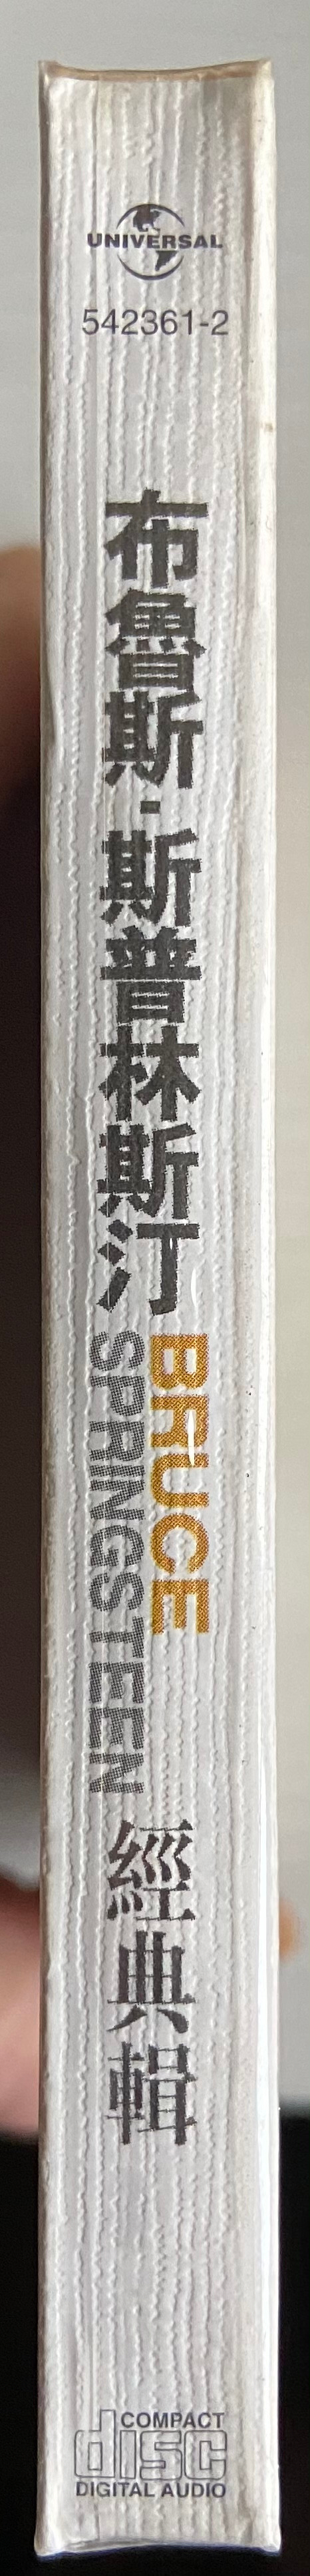 UNIVERSAL
542361-2
布魯斯·斯普林斯汀
BRUCE
SPRINGSTEEN
經典輯
COMPACT
disc
DIGITAL AUDIO